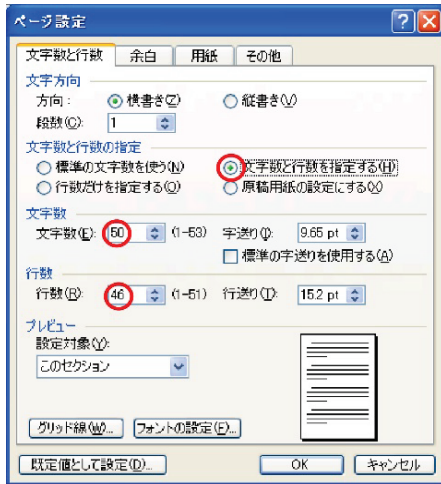 ページ設定
文字数と行数 余白 用紙 その他
文字方向
方向: 横書き(Z) 縦書き(V)
段数(C): 1
文字数と行数の指定
標準の文字数を使う(N) 文字数と行数を指定する(H)
行数だけを指定する(O) 原稿用紙の設定にする(X)
文字数
文字数(E): 50 (1-53) 字送り(I): 9.65 pt
標準の字送りを使用する(A)
行数
行数(R): 46 (1-51) 行送り(T): 15.2 pt
プレビュー
設定対象(Y):
このセクション
グリッド線(W)... フォントの設定(F)...
既定値として設定(D)... OK キャンセル